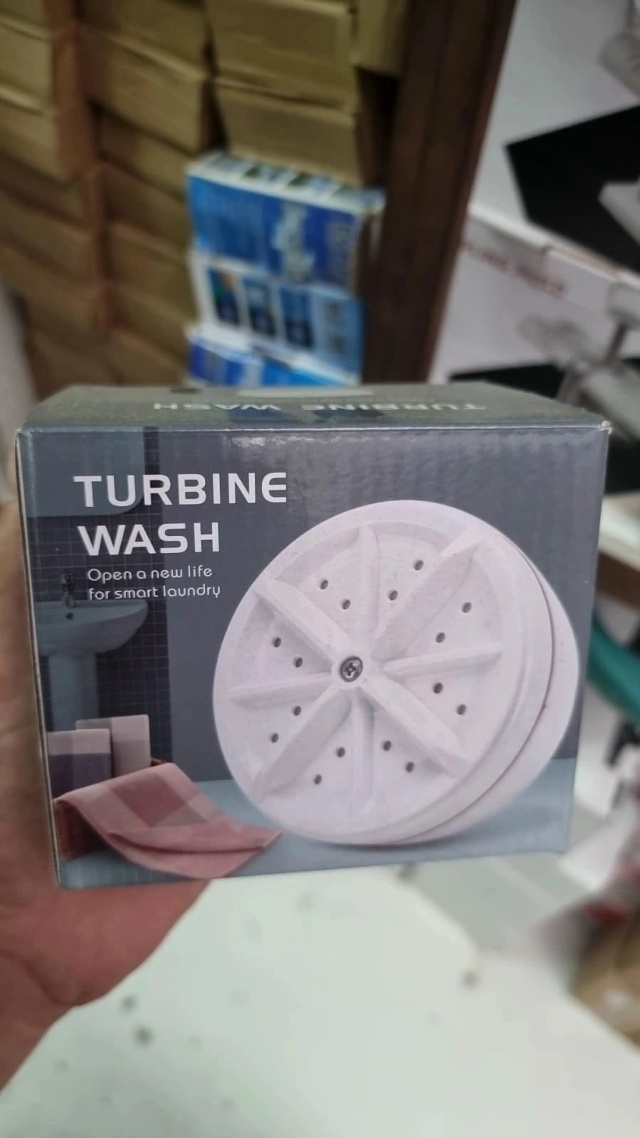 TURBINE WASH
TURBINE
WASH
Open a new life
for smart laundry